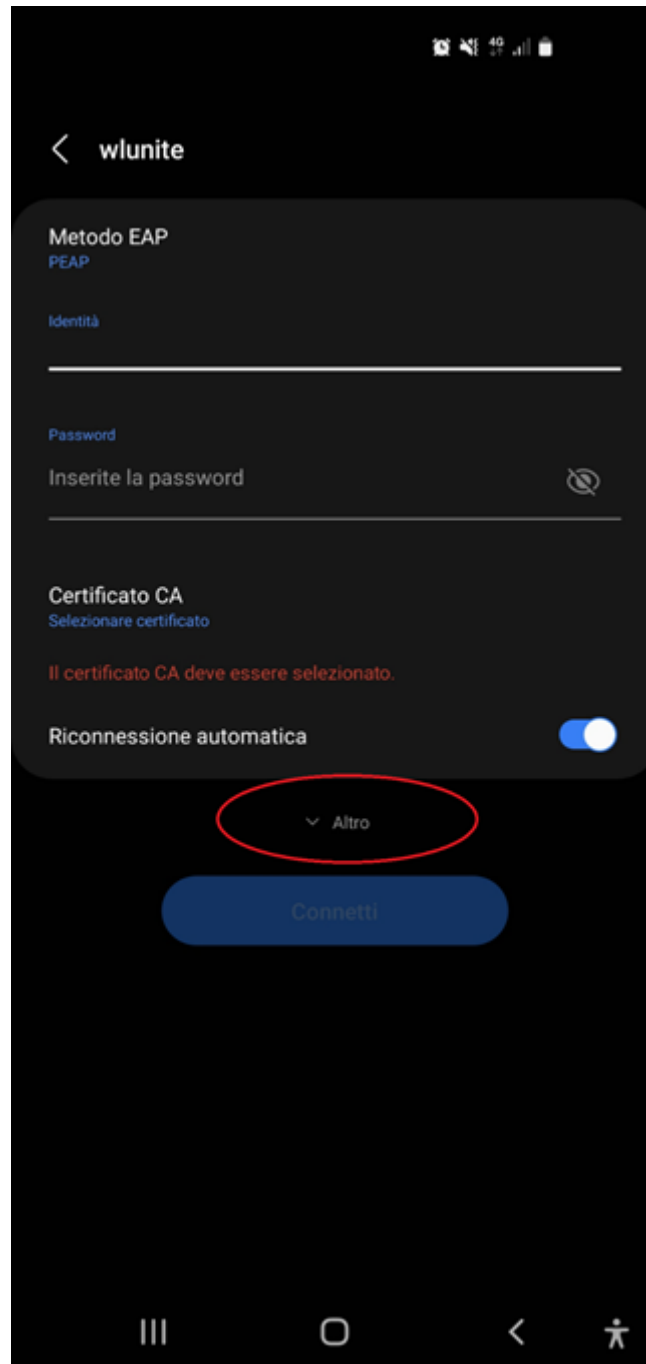 4G
wlunite
Metodo EAP
PEAP
Identità
Password
Inserite la password
Certificato CA
Selezionare certificato
Il certificato CA deve essere selezionato.
Riconnessione automatica
Altro
Connetti